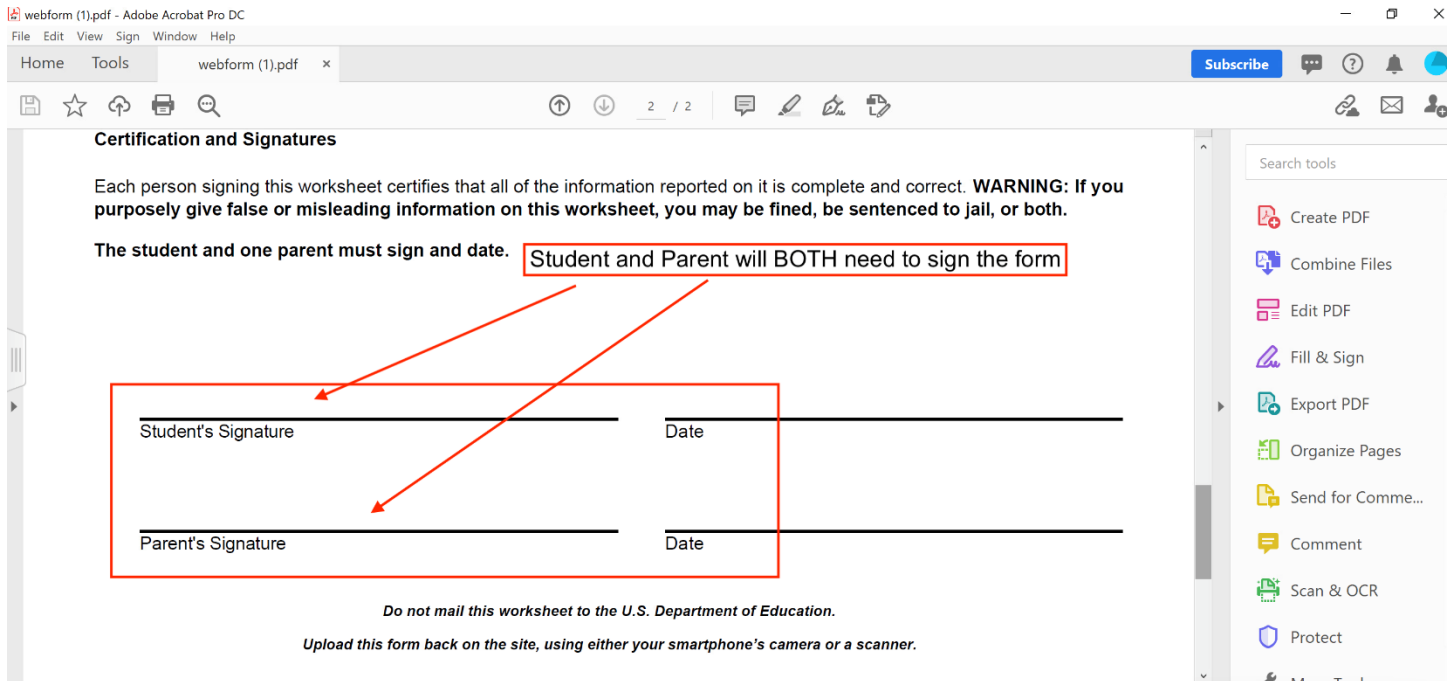 webform (1).pdf - Adobe Acrobat Pro DC
File Edit View Sign Window Help
Home Tools webform (1).pdf × Subscribe
2 / 2
Certification and Signatures
Each person signing this worksheet certifies that all of the information reported on it is complete and correct. WARNING: If you
purposely give false or misleading information on this worksheet, you may be fined, be sentenced to jail, or both.
The student and one parent must sign and date.
Student and Parent will BOTH need to sign the form
Student's Signature Date
Parent's Signature Date
Do not mail this worksheet to the U.S. Department of Education.
Upload this form back on the site, using either your smartphone’s camera or a scanner.
Search tools
Create PDF
Combine Files
Edit PDF
Fill & Sign
Export PDF
Organize Pages
Send for Comme...
Comment
Scan & OCR
Protect